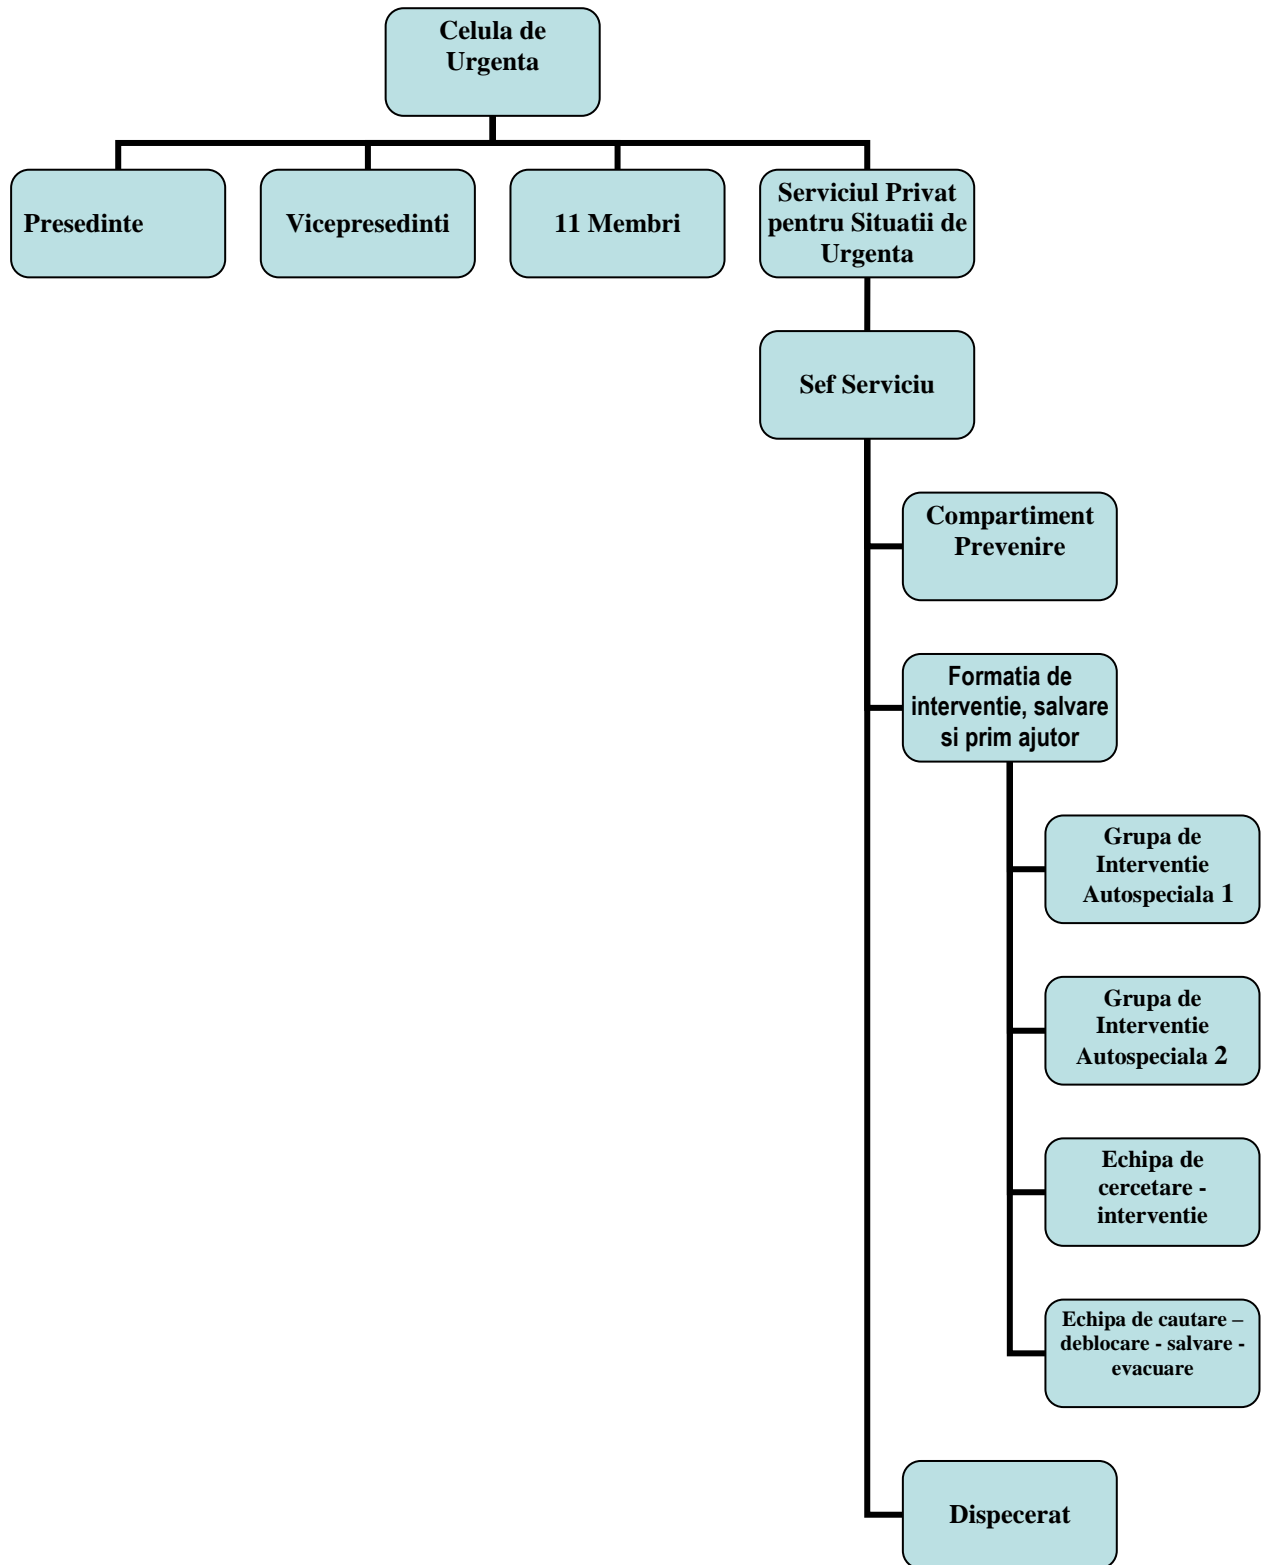 Celula de
Urgenta
Presedinte
Vicepresedinti
11 Membri
Serviciul Privat
pentru Situatii de
Urgenta
Sef Serviciu
Compartiment
Prevenire
Formatia de
interventie, salvare
si prim ajutor
Grupa de
Interventie
Autospeciala 1
Grupa de
Interventie
Autospeciala 2
Echipa de
cercetare -
interventie
Echipa de cautare –
deblocare - salvare -
evacuare
Dispecerat